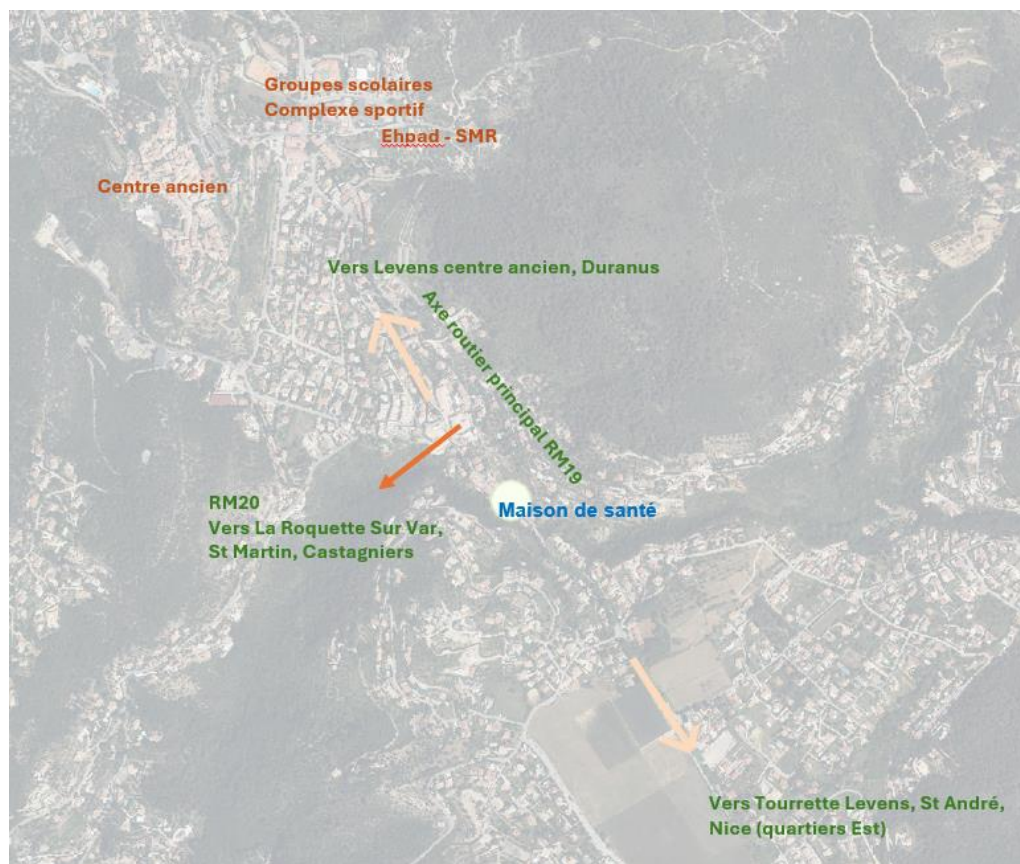 Groupes scolaires
Complexe sportif
Ehpad - SMR
Centre ancien
Vers Levens centre ancien, Duranus
Axe routier principal RM19
RM20
Vers La Roquette Sur Var,
St Martin, Castagniers
Maison de santé
Vers Tourrette Levens, St André,
Nice (quartiers Est)